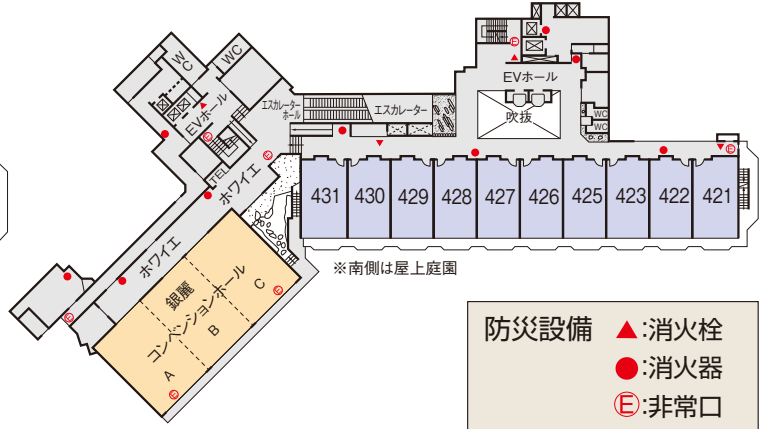 WC
WC
EVホール
TEL
エスカレーター
ホール
エスカレーター
EVホール
吹抜
WC
WC
E
E
E
E
E
E
E
ホワイエ
ホワイエ
431
430
429
428
427
426
425
423
422
421
※南側は屋上庭園
銀麗
コンベンションホール
A
B
C
防災設備 ▲:消火栓
●:消火器
Ⓔ:非常口